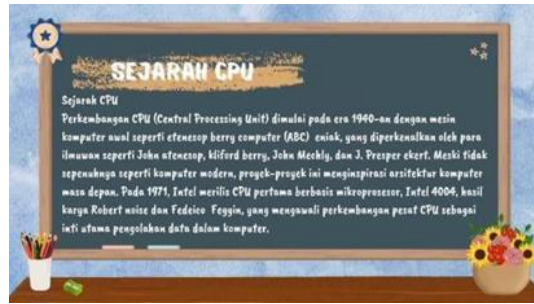 SEJARAH CPU
Sejarah CPU
Perkembangan CPU (Central Processing Unit) dimulai pada era 1940-an dengan mesin
komputer awal seperti etenesop berry computer (ABC) eniak, yang diperkenalkan oleh para
ilmuwan seperti John atenesop, kliford berry, John Mechly, dan J. Presper ekert. Meski tidak
sepenuhnya seperti komputer modern, proyek-proyek ini menginspirasi arsitektur komputer
masa depan. Pada 1971, Intel merilis CPU pertama berbasis mikroprosesor, Intel 4004, hasil
karya Robert noise dan Fedeico Feggin, yang mengawali perkembangan pesat CPU sebagai
inti utama pengolahan data dalam komputer.